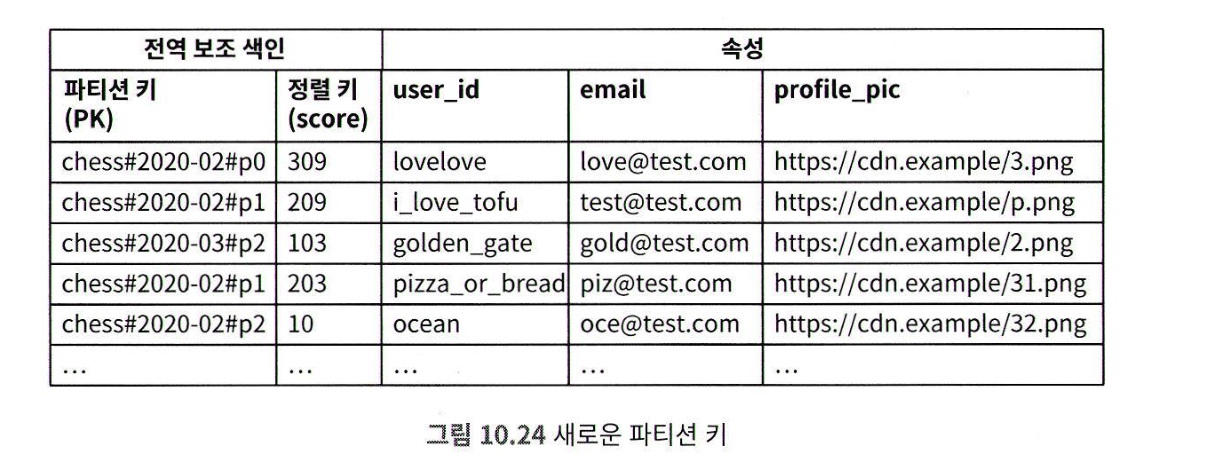 전역 보조 색인 속성
파티션 키 정렬 키 user_id email profile_pic
(PK) (score)
chess#2020-02#p0 309 lovelove love@test.com https://cdn.example/3.png
chess#2020-02#p1 209 i_love_tofu test@test.com https://cdn.example/p.png
chess#2020-03#p2 103 golden_gate gold@test.com https://cdn.example/2.png
chess#2020-02#p1 203 pizza_or_bread piz@test.com https://cdn.example/31.png
chess#2020-02#p2 10 ocean oce@test.com https://cdn.example/32.png
... ... ... ... ...
그림 10.24 새로운 파티션 키